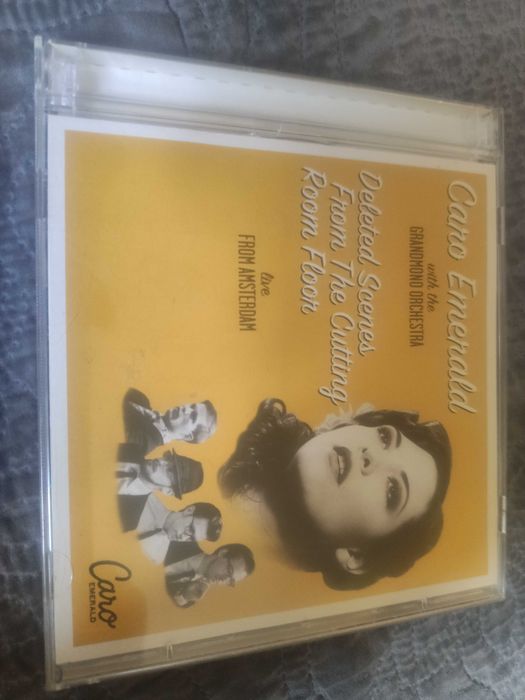 Caro Emerald
with the
GRANDMONO ORCHESTRA
Deleted Scenes
From The Cutting
Room Floor
live
FROM AMSTERDAM
Caro
EMERALD